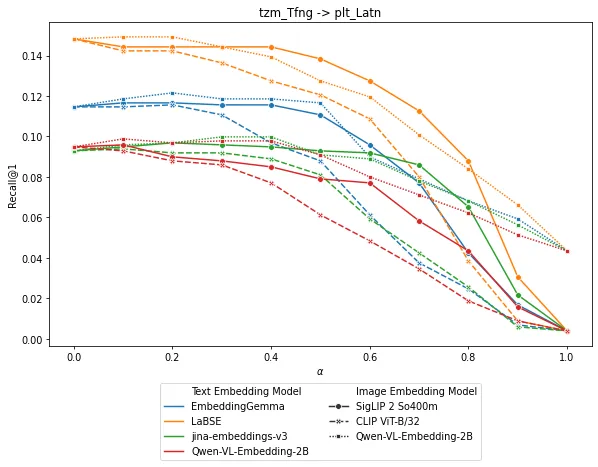 tzm_Tfng -> plt_Latn
Recall@1
0.14
0.12
0.10
0.08
0.06
0.04
0.02
0.00
0.0 0.2 0.4 0.6 0.8 1.0
α
Text Embedding Model
EmbeddingGemma
LaBSE
jina-embeddings-v3
Qwen-VL-Embedding-2B
Image Embedding Model
SigLIP 2 So400m
CLIP ViT-B/32
Qwen-VL-Embedding-2B